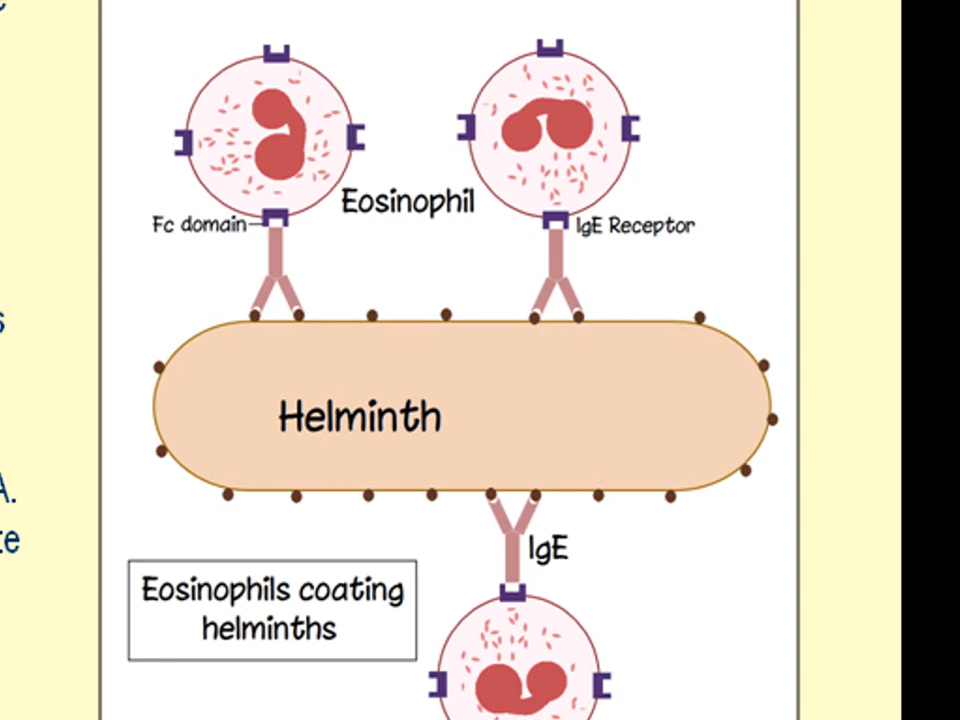 Eosinophil
Fc domain
IgE Receptor
Helminth
IgE
Eosinophils coating
helminths
A.